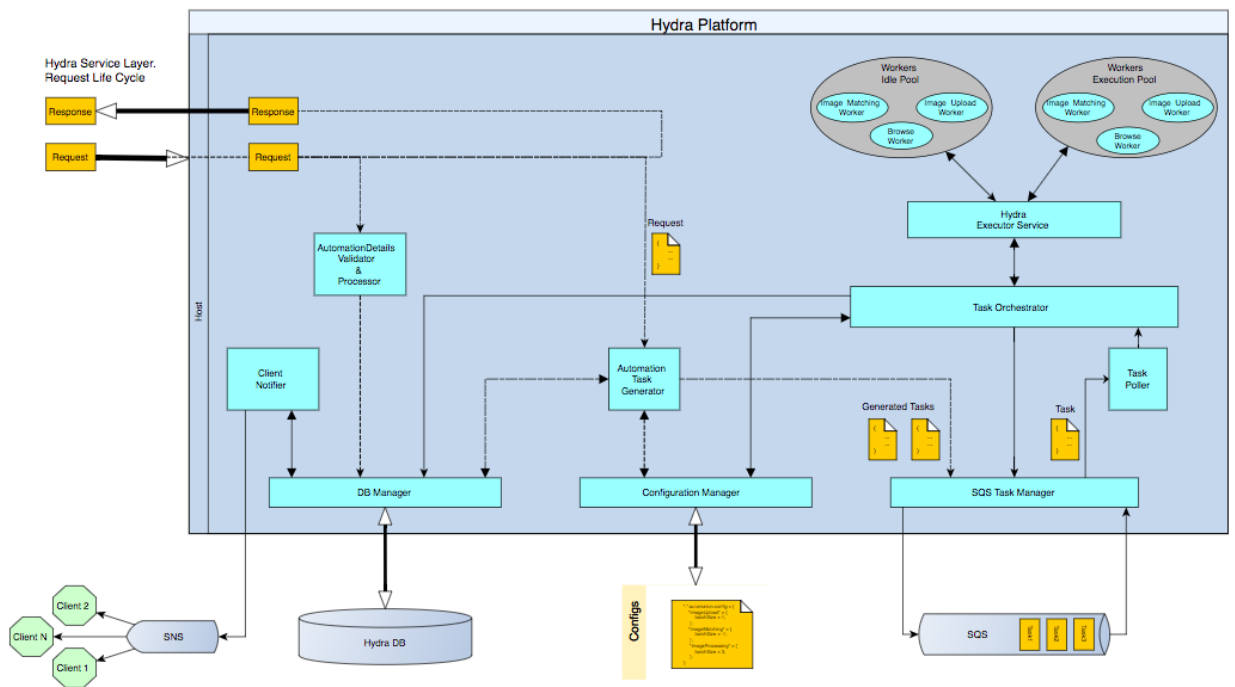 Hydra Platform
Hydra Service Layer.
Request Life Cycle
Response
Request
Response
Request
Workers
Idle Pool
Image Matching
Worker
Image Upload
Worker
Browse
Worker
Workers
Execution Pool
Image Matching
Worker
Image Upload
Worker
Browse
Worker
Hydra
Executor Service
Request
AutomationDetails
Validator
&
Processor
Host
Task Orchestrator
Client
Notifier
Automation
Task
Generator
Task
Poller
Generated Tasks
Task
DB Manager
Configuration Manager
SQS Task Manager
Client 2
Client N
Client 1
SNS
Hydra DB
Configs
SQS
Task1
Task2
Task3